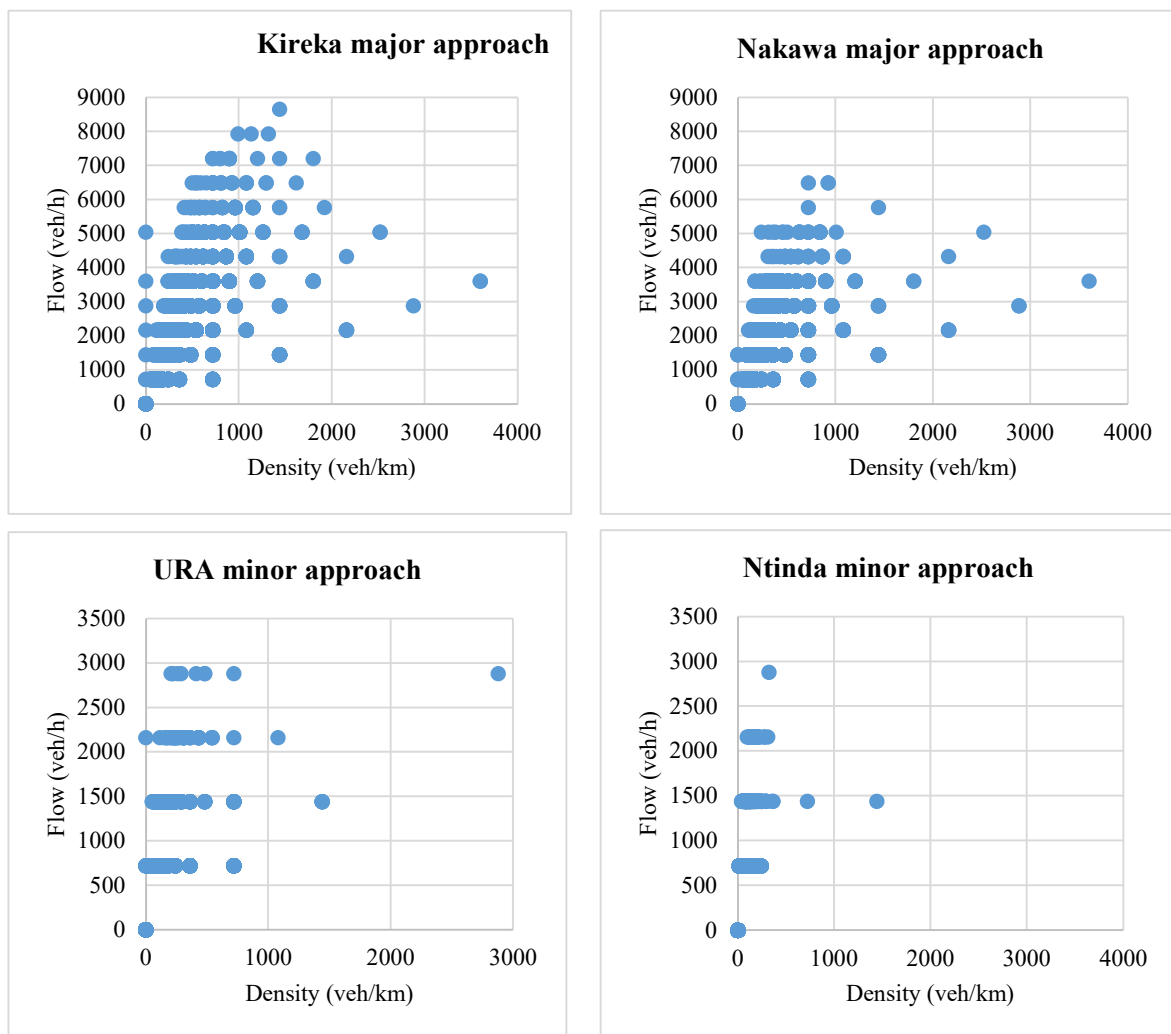 Kireka major approach
9000
8000
7000
6000
5000
4000
3000
2000
1000
0
Flow (veh/h)
0 1000 2000 3000 4000
Density (veh/km)
Nakawa major approach
9000
8000
7000
6000
5000
4000
3000
2000
1000
0
Flow (veh/h)
0 1000 2000 3000 4000
Density (veh/km)
URA minor approach
3500
3000
2500
2000
1500
1000
500
0
Flow (veh/h)
0 1000 2000 3000
Density (veh/km)
Ntinda minor approach
3500
3000
2500
2000
1500
1000
500
0
Flow (veh/h)
0 1000 2000 3000 4000
Density (veh/km)